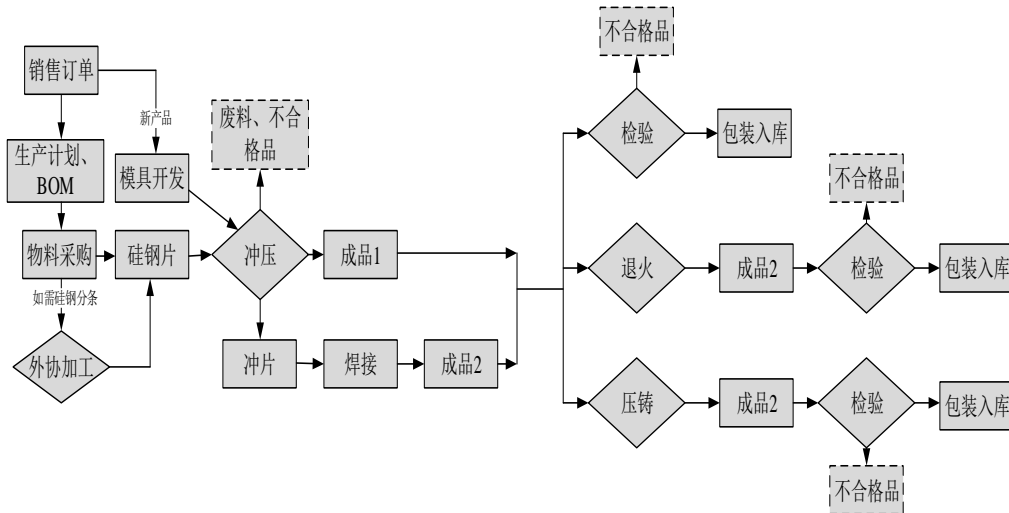 不合格品
销售订单
新产品
废料、不合
格品
检验
包装入库
生产计划、
BOM
模具开发
不合格品
物料采购
硅钢片
冲压
成品1
退火
成品2
检验
包装入库
如需硅钢分条
外协加工
冲片
焊接
成品2
压铸
成品2
检验
包装入库
不合格品